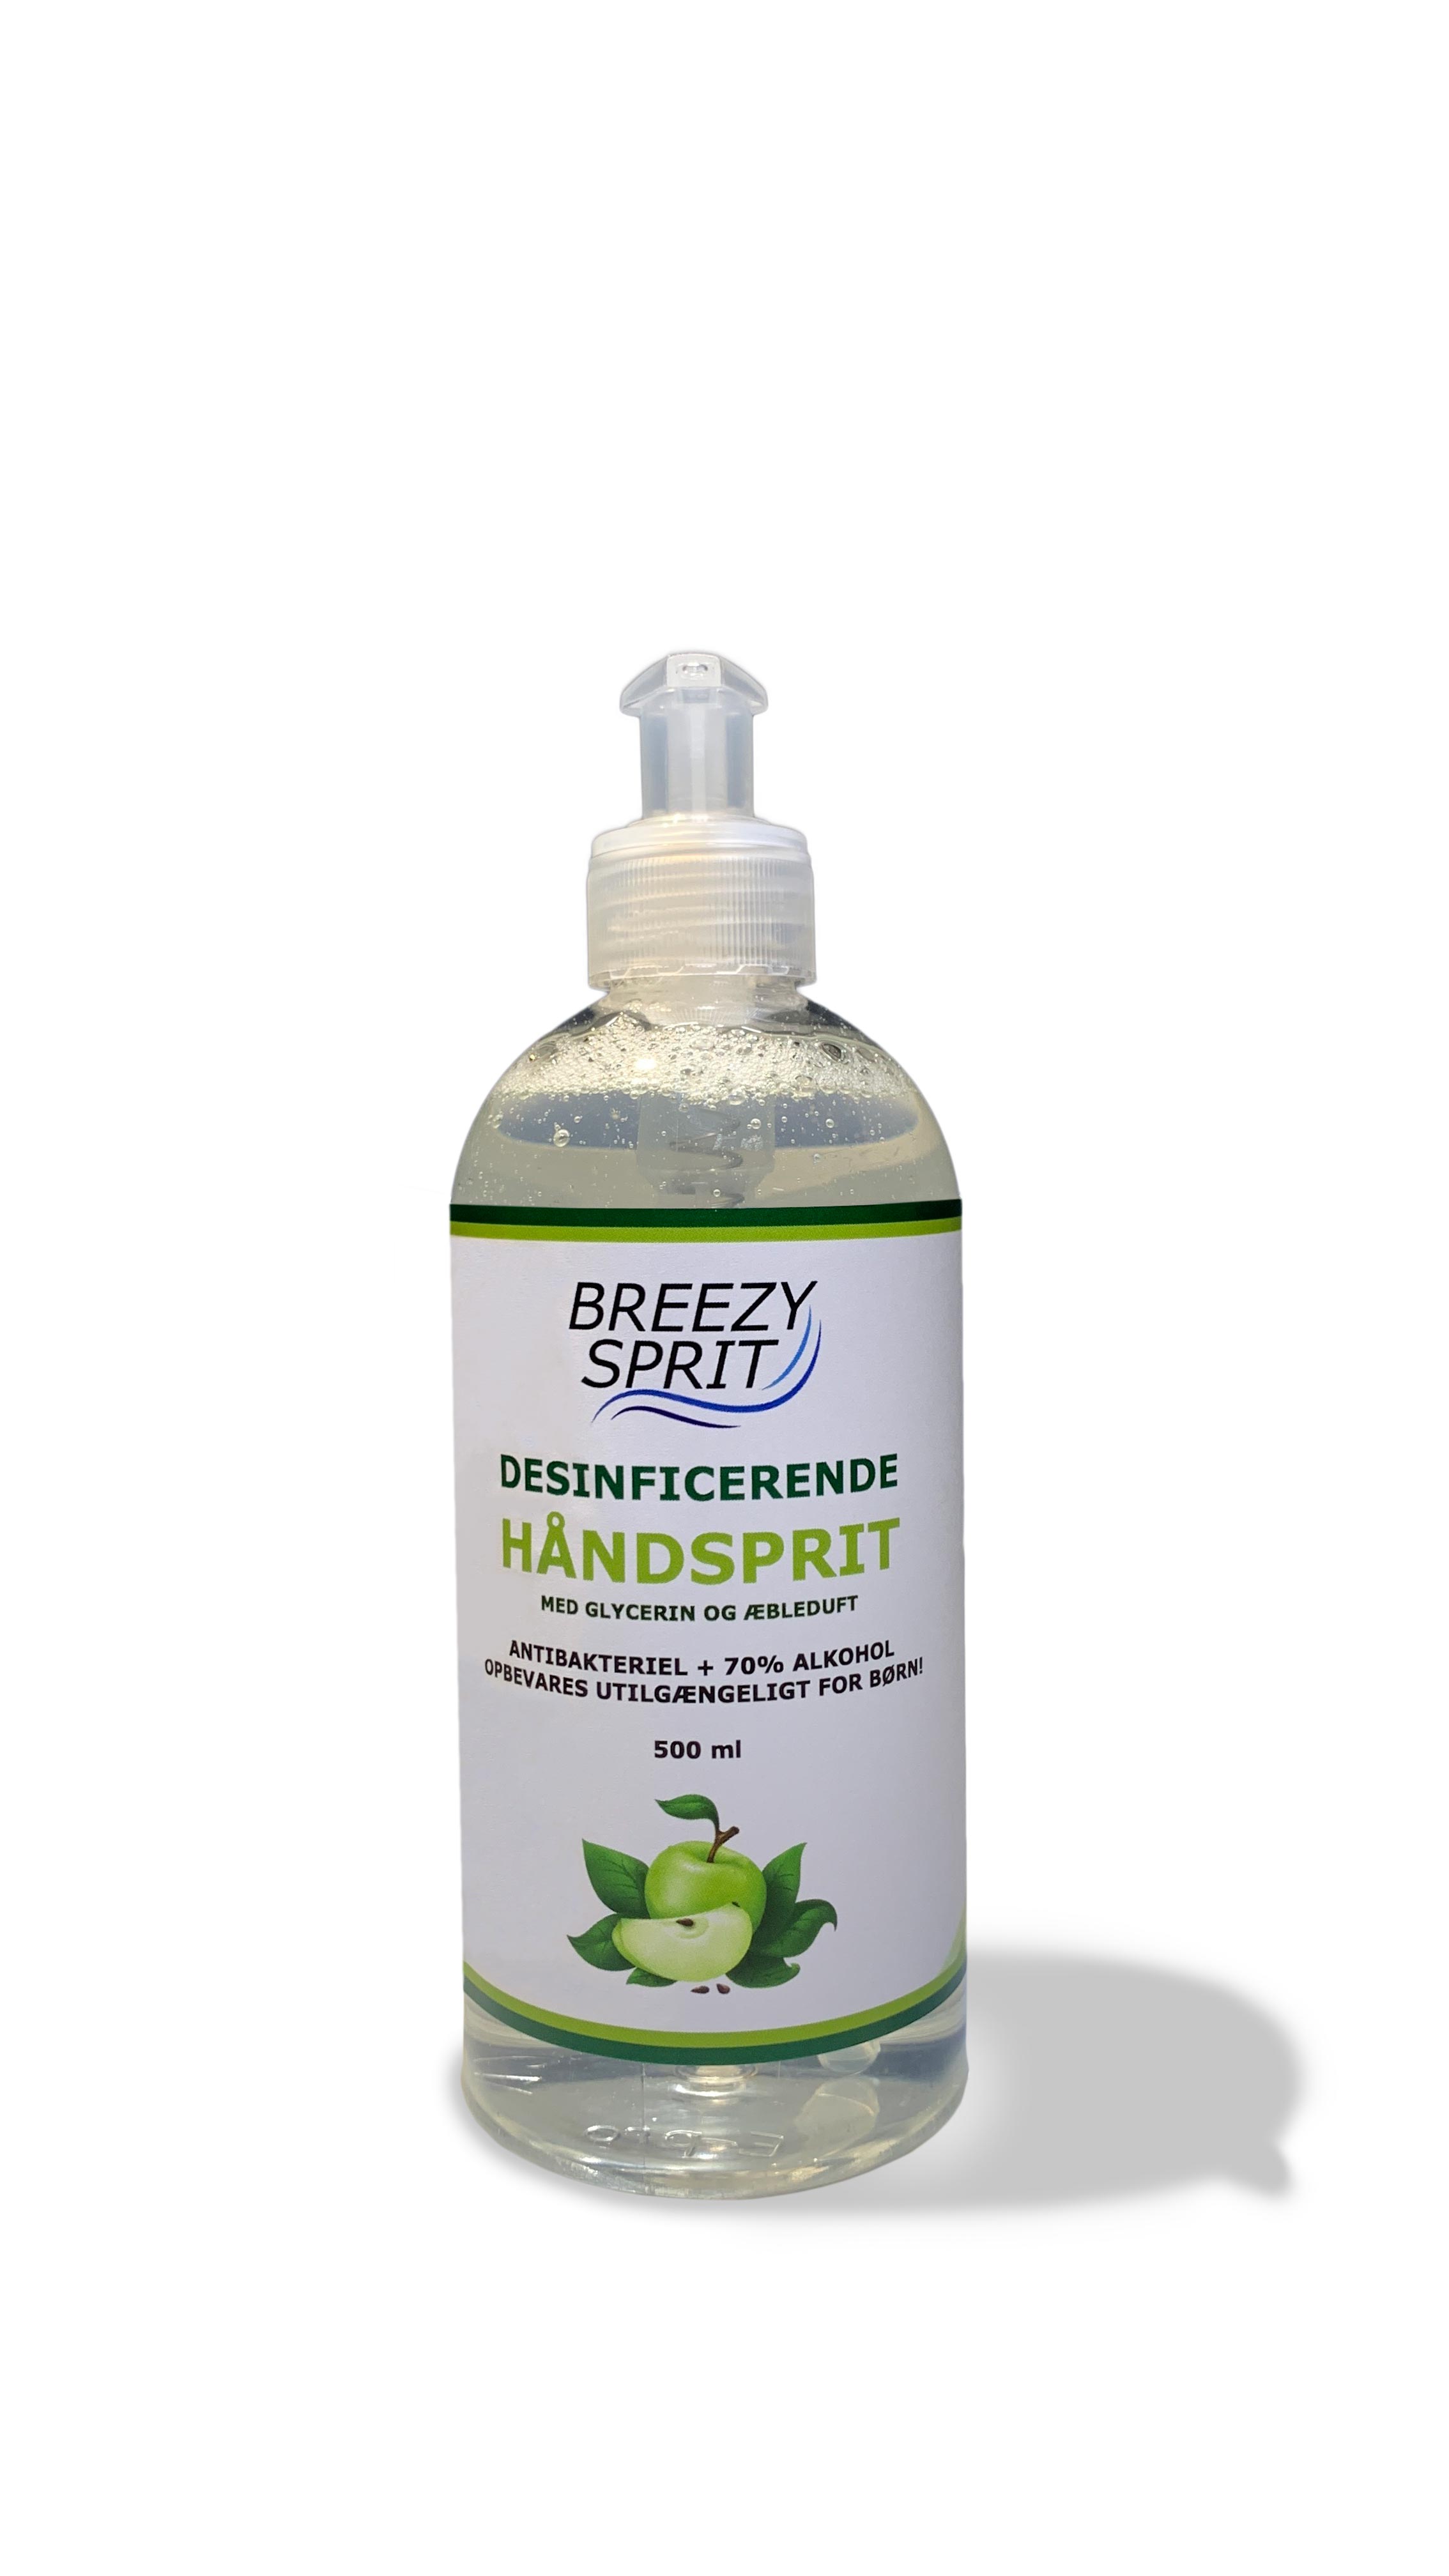 BREEZY
SPRIT
DESINFICERENDE
HÅNDSPRIT
MED GLYCERIN OG ÆBLEDUFT
ANTIBAKTERIEL + 70% ALKOHOL
OPBEVARES UTILGÆNGELIGT FOR BØRN!
500 ml